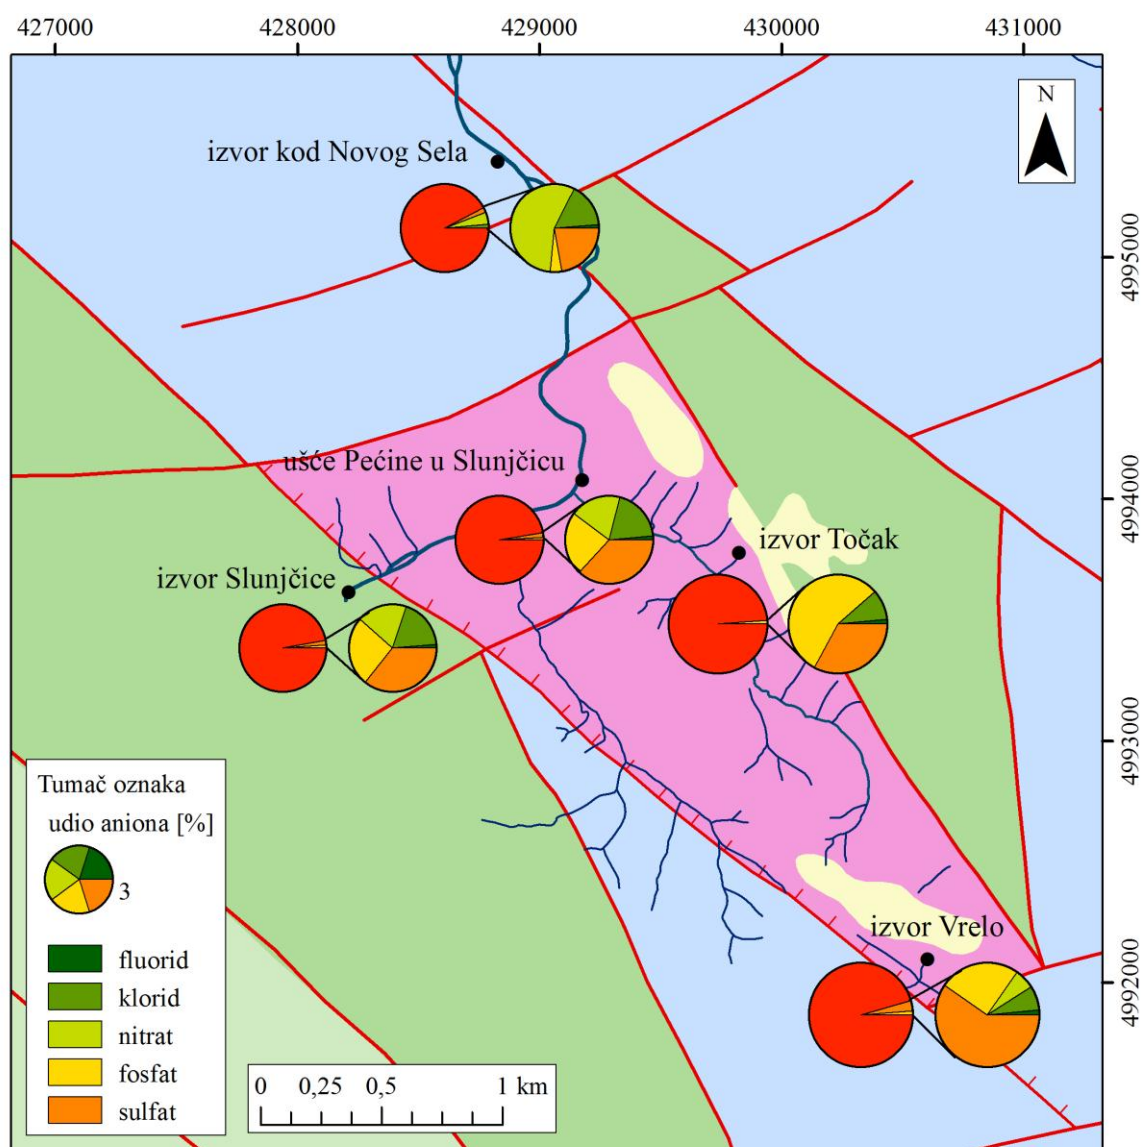 427000 428000 429000 430000 431000
N
izvor kod Novog Sela
4995000
ušće Pećine u Slunjčicu
4994000
izvor Točak
izvor Slunjčice
4993000
Tumač oznaka
udio aniona [%]
3
izvor Vrelo
fluorid
4992000
klorid
nitrat
fosfat
sulfat
0 0,25 0,5 1 km